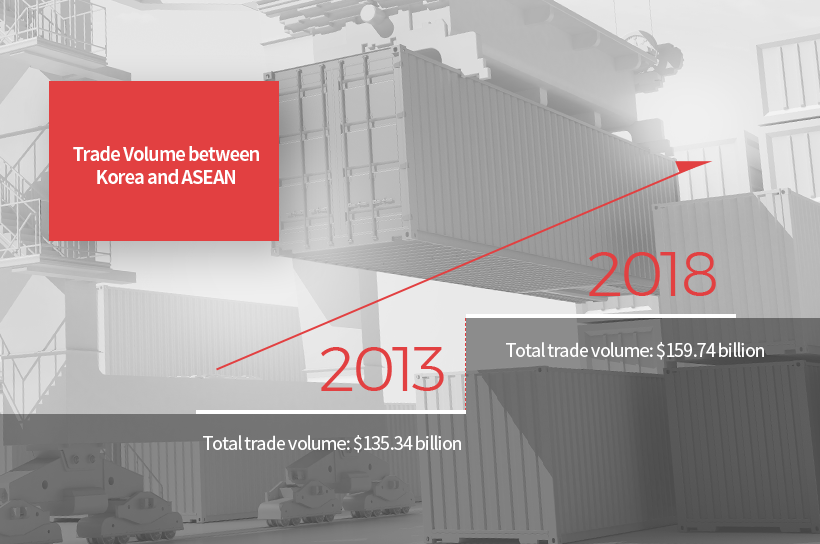 Trade Volume between
Korea and ASEAN
2018
Total trade volume: $159.74 billion
2013
Total trade volume: $135.34 billion